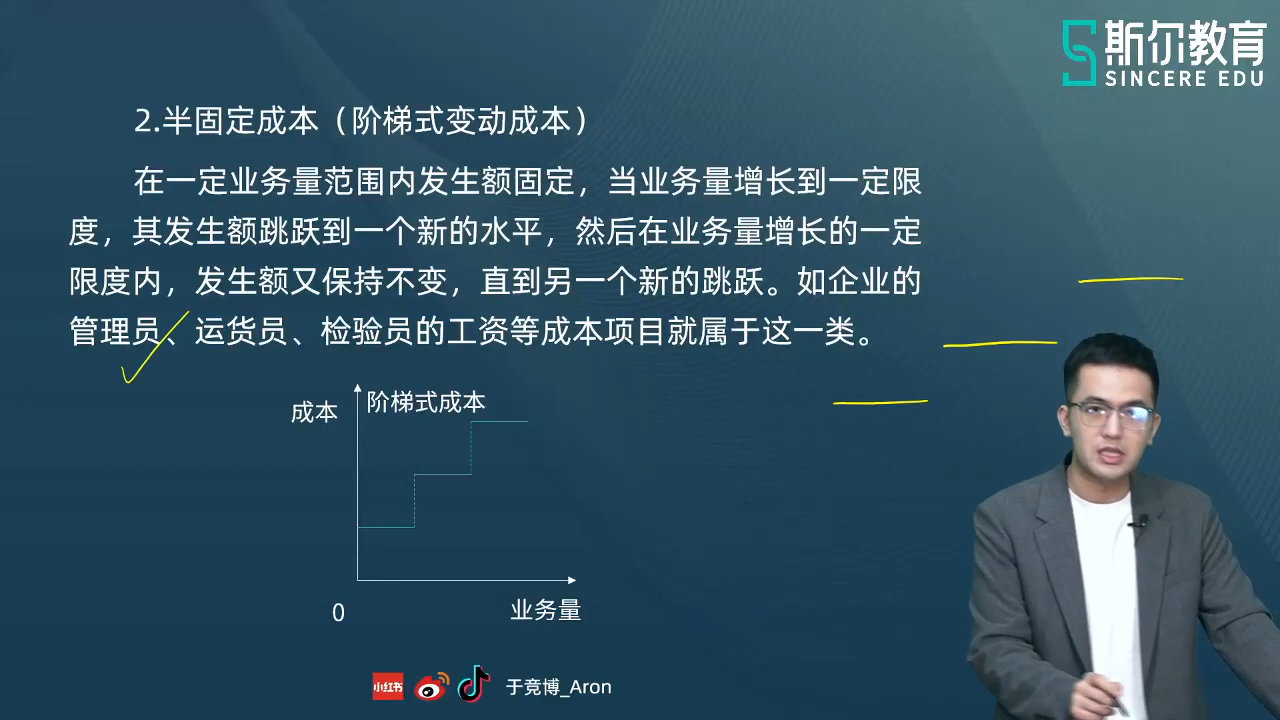 斯尔教育
SINCERE EDU
2.半固定成本（阶梯式变动成本）
在一定业务量范围内发生额固定，当业务量增长到一定限
度，其发生额跳跃到一个新的水平，然后在业务量增长的一定
限度内，发生额又保持不变，直到另一个新的跳跃。如企业的
管理员、运货员、检验员的工资等成本项目就属于这一类。
成本
阶梯式成本
0
业务量
小红书
于竞博_Aron